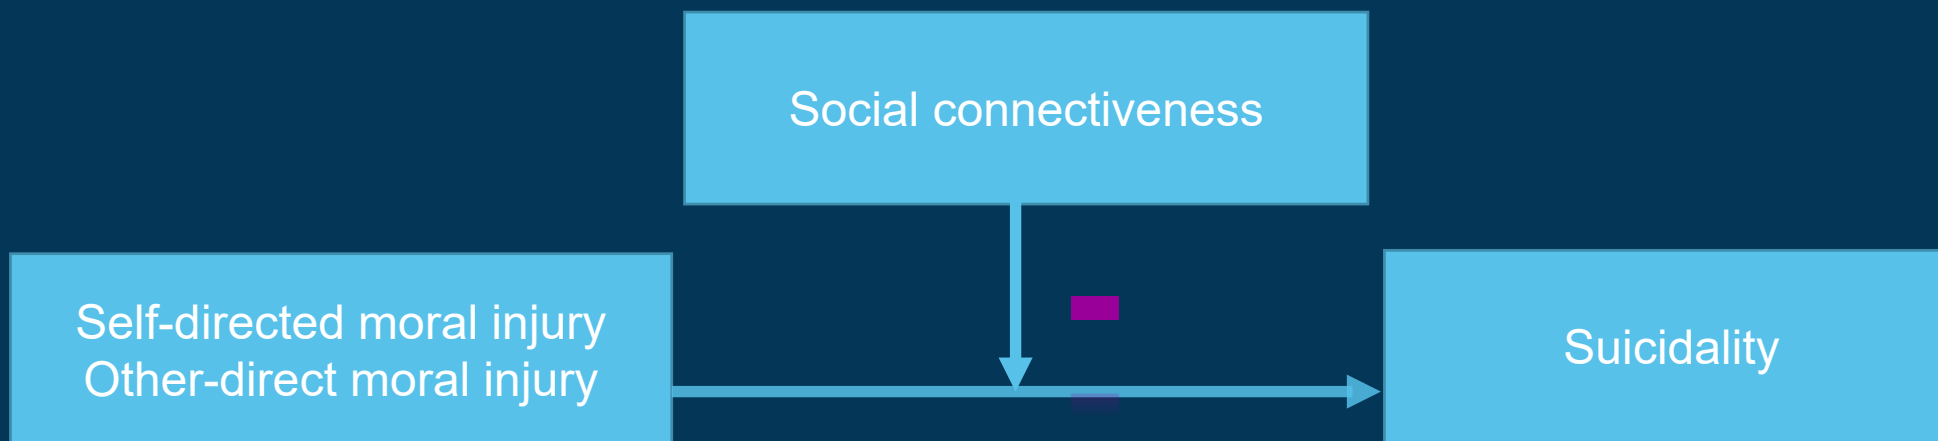 Social connectiveness
Self-directed moral injury
Other-direct moral injury
Suicidality